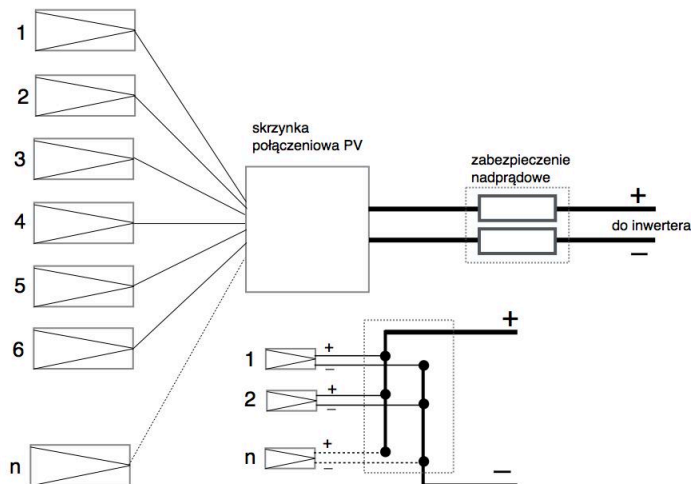 1
2
3
4
5
6
n
skrzynka
połączeniowa PV
zabezpieczenie
nadprądowe
+
do inwertera
–
+
1 +
–
2 +
–
n +
–
–